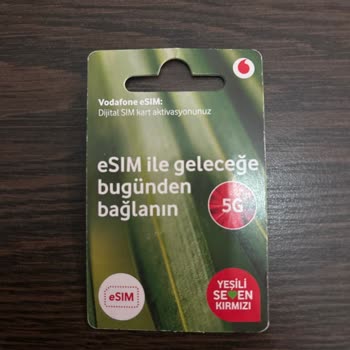 Vodafone eSIM:
Dijital SIM kart aktivasyonunuz
eSIM ile geleceğe
bugünden
bağlanın
5G
eSIM
YEŞİLİ
SEVEN
KIRMIZI